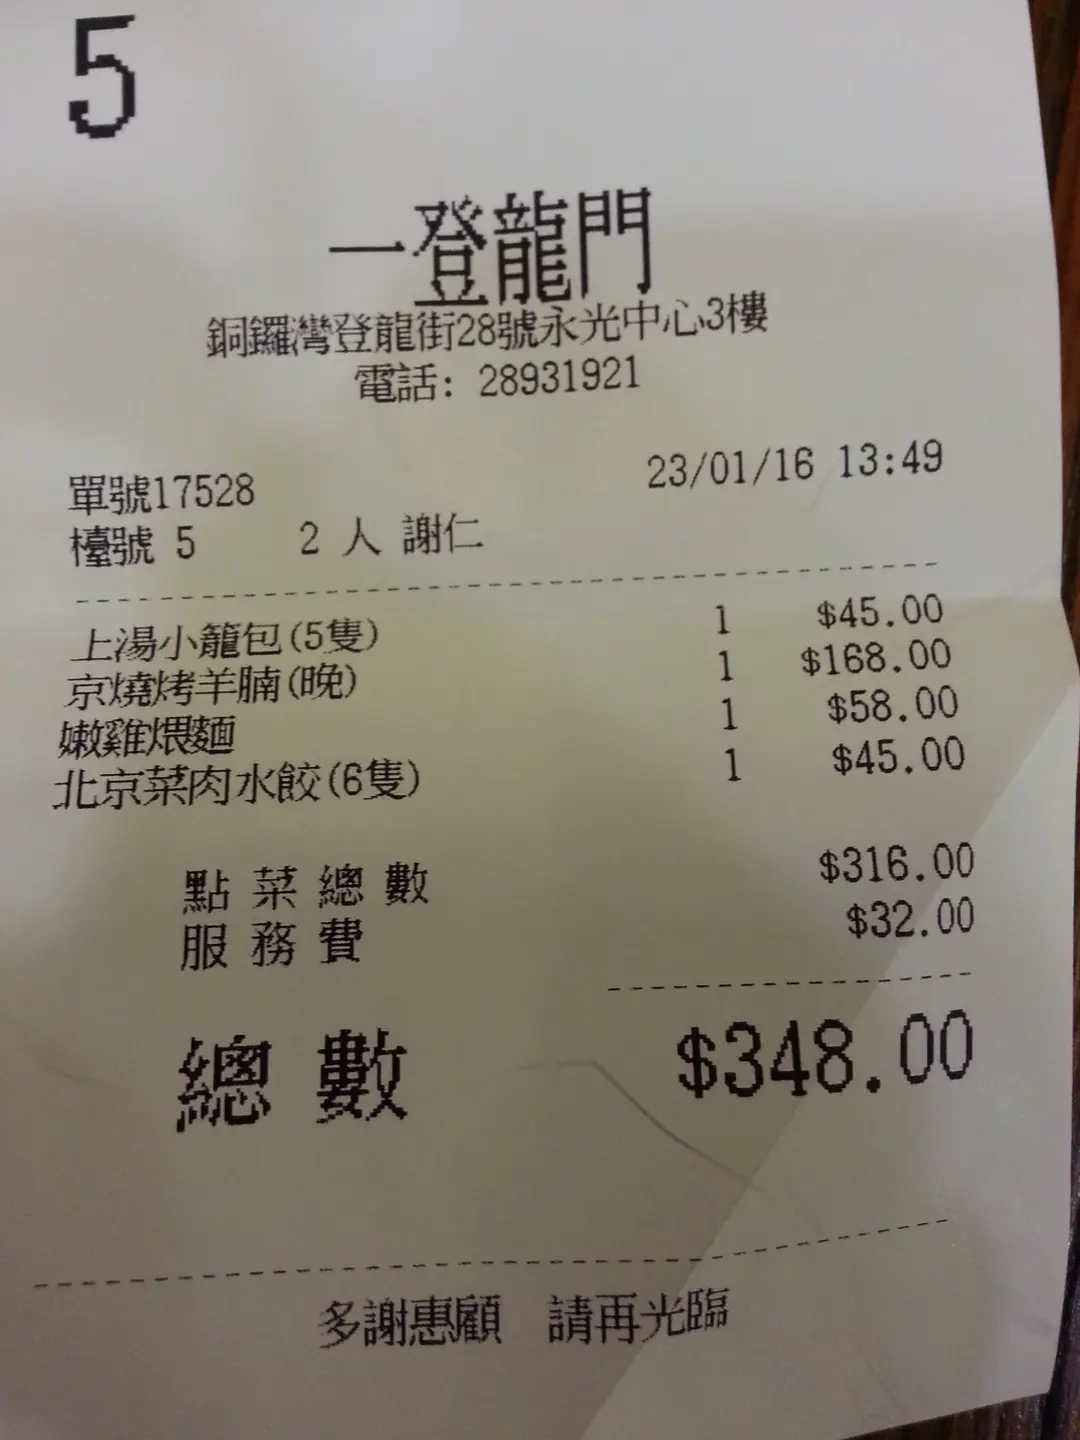 5
一登龍門
銅鑼灣登龍街28號永光中心3樓
電話: 28931921
單號17528 23/01/16 13:49
檯號 5 2 人 謝仁
上湯小籠包(5隻) 1 $45.00
京燒烤羊腩(晚) 1 $168.00
嫩雞煨麵 1 $58.00
北京菜肉水餃(6隻) 1 $45.00
點菜總數 $316.00
服務費 $32.00
總數 $348.00
多謝惠顧 請再光臨